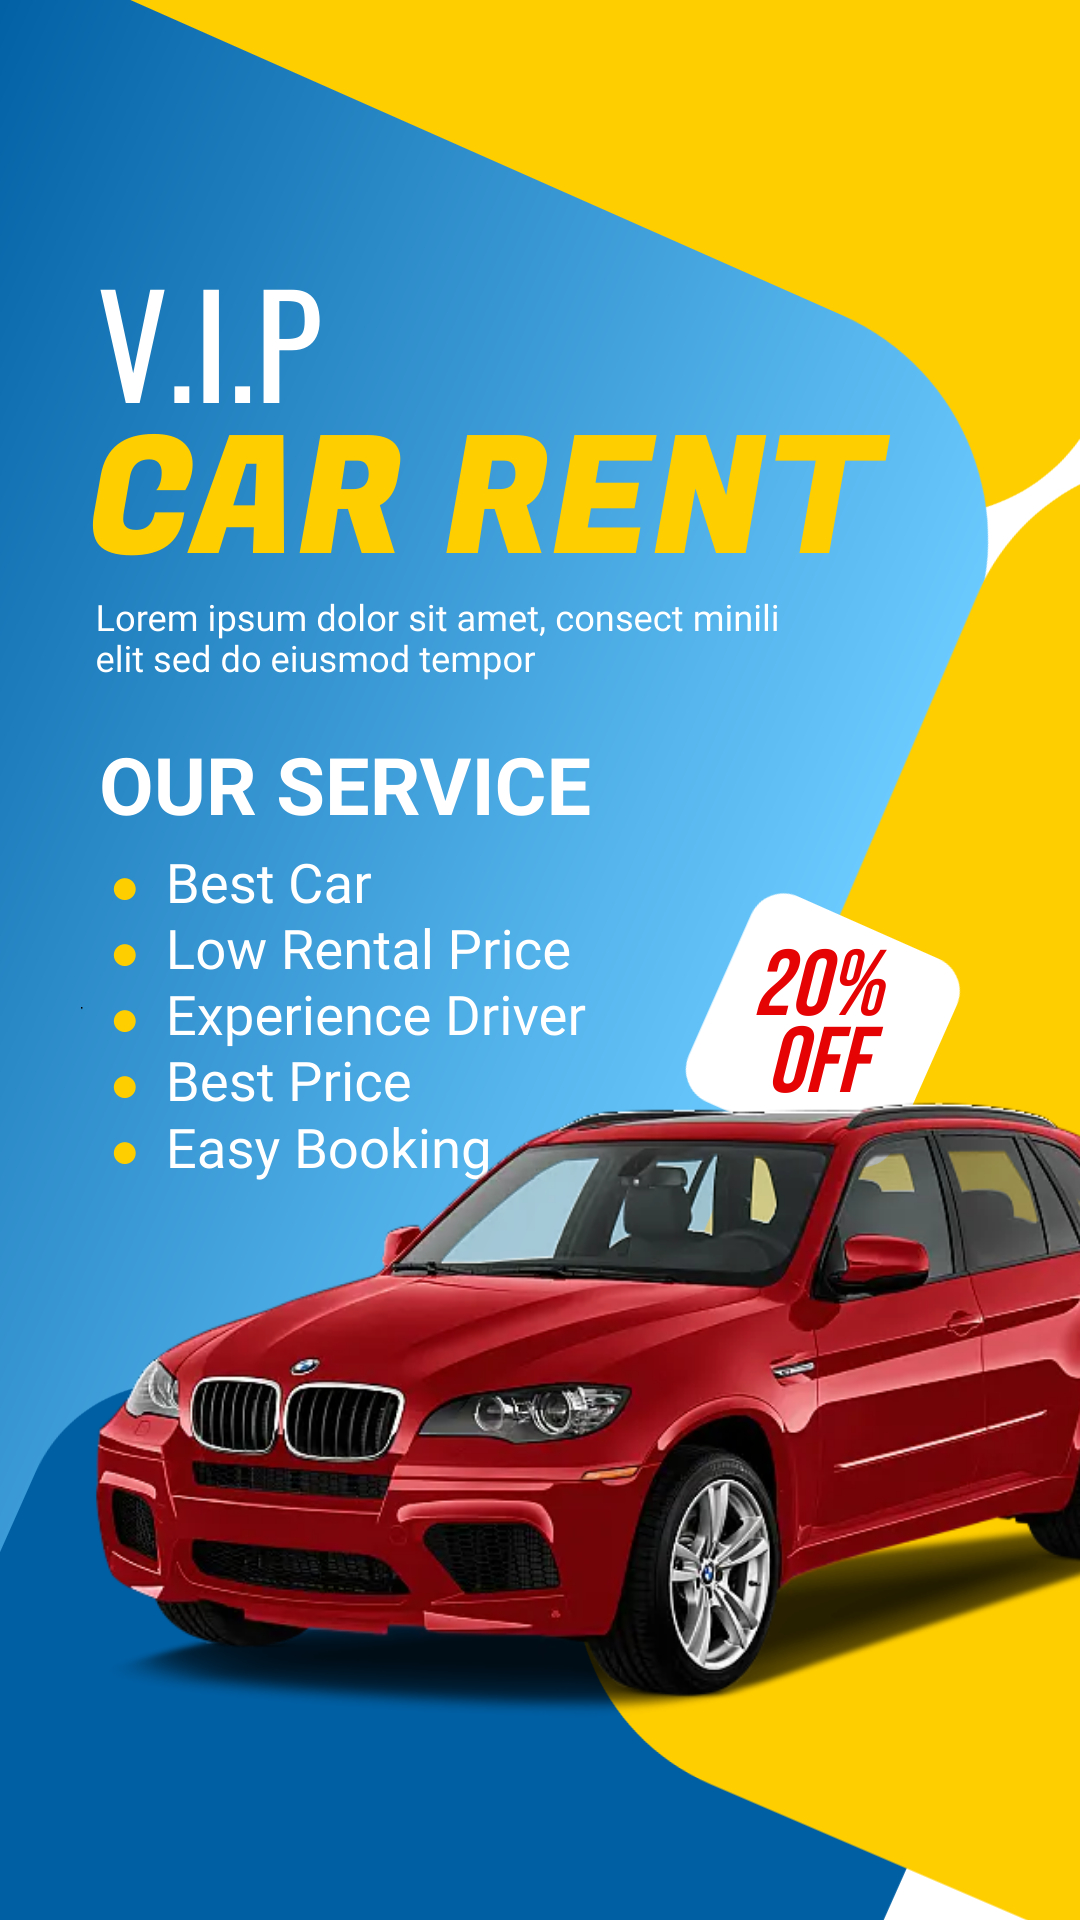 V.I.P
CAR RENT
Lorem ipsum dolor sit amet, consect minili
elit sed do eiusmod tempor
OUR SERVICE
Best Car
Low Rental Price
Experience Driver
Best Price
Easy Booking
20%
OFF